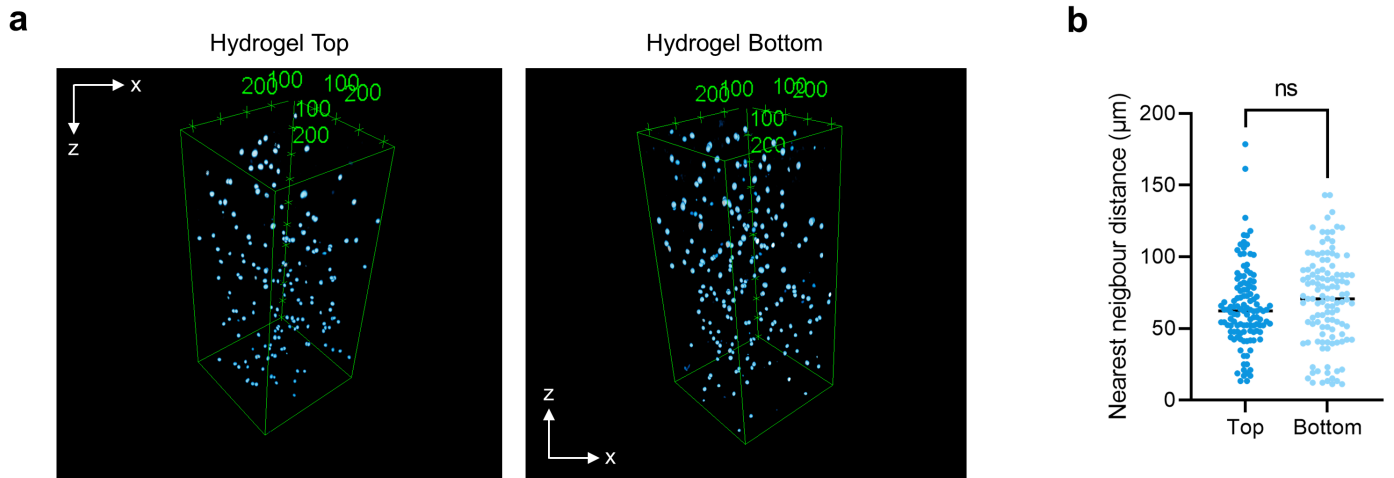 a
Hydrogel Top
Hydrogel Bottom
x
z
200
100
100
200
100
200
200
100
100
200
100
200
z
x
b
ns
Nearest neigbour distance (μm)
200
150
100
50
0
Top
Bottom